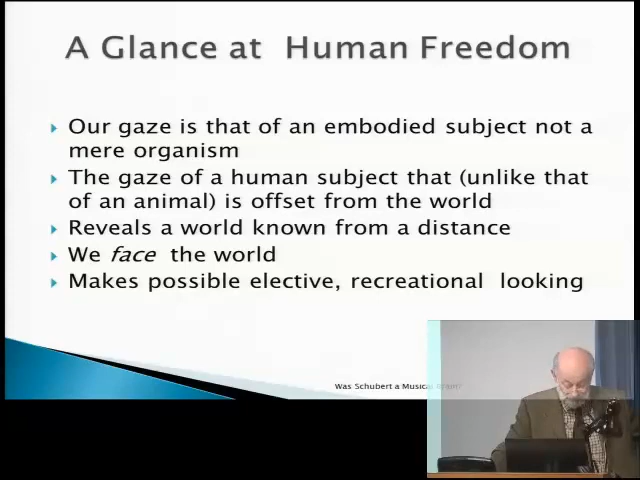 A Glance at Human Freedom
Our gaze is that of an embodied subject not a
mere organism
The gaze of a human subject that (unlike that
of an animal) is offset from the world
Reveals a world known from a distance
We face the world
Makes possible elective, recreational looking
Was Schubert a Musical Brain?